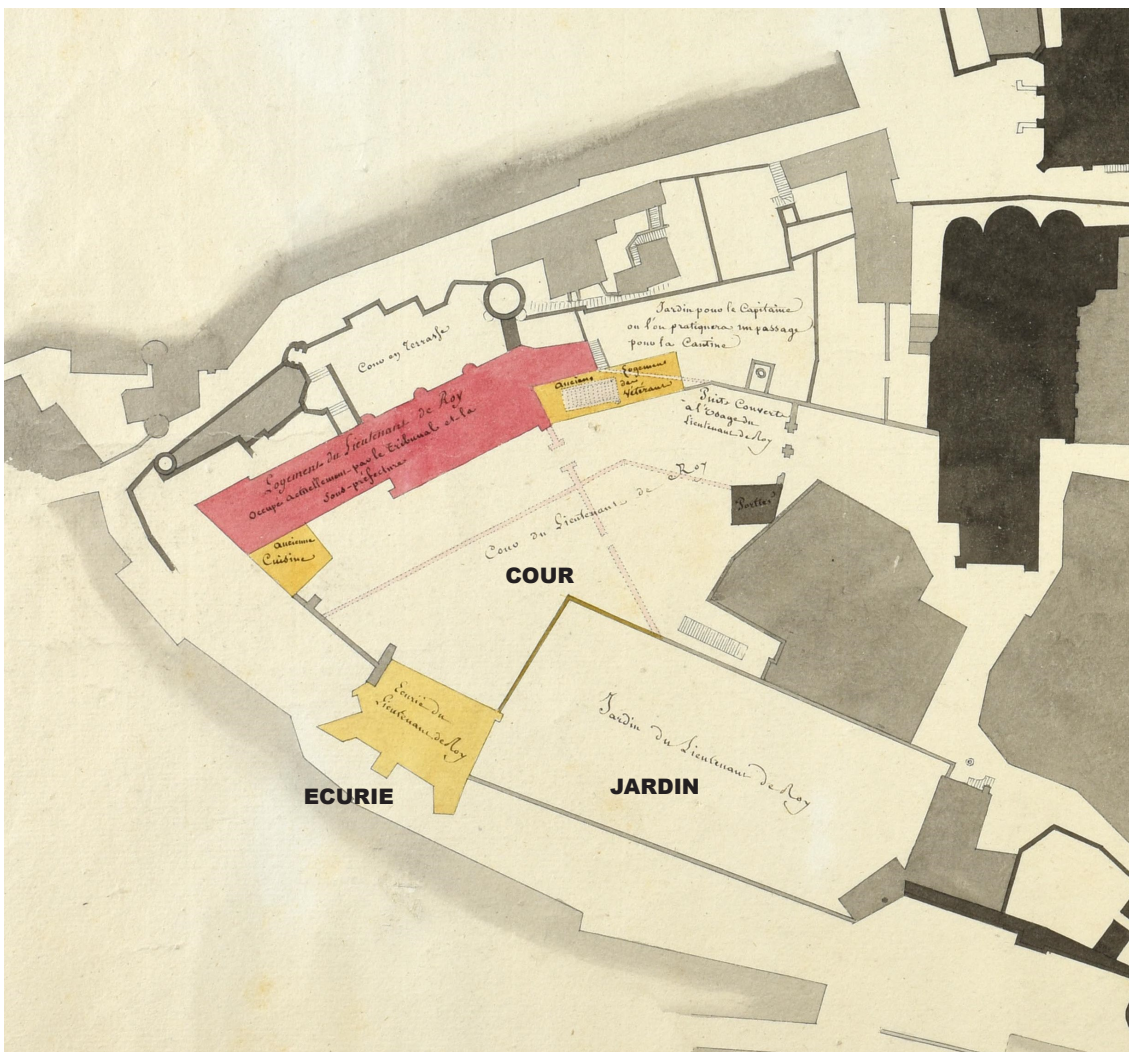 Jardin pour le Capitaine
ou l'on pratiquera un passage
pour la Cantine
Cour en Terrasse
Anciens Logemens
des
Vétérans
Puits Couverts
à l'Usage du
Lieutenant de Roy
Logement du Lieutenant de Roy
Occupé actuellement par le Tribunal et la
Sous-préfecture
Portier
Cour du Lieutenant de Roy
Ancienne
Cuisine
COUR
Ecurie du
Lieutenant de Roy
Jardin du Lieutenant de Roy
ECURIE
JARDIN